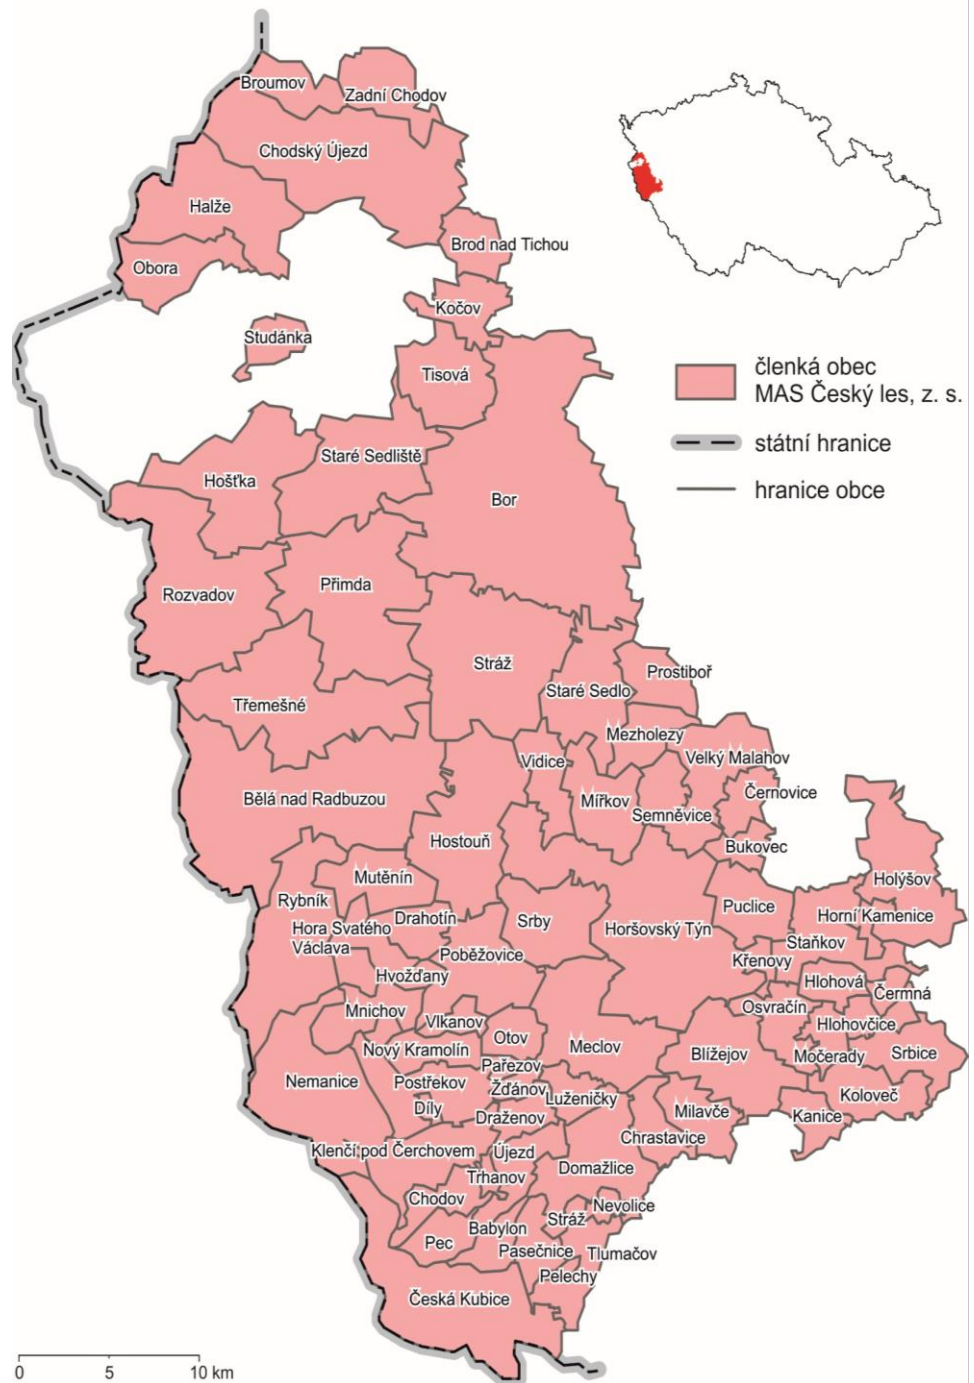 Broumov
Zadní Chodov
Chodský Újezd
Halže
Brod nad Tichou
Obora
Kočov
Studánka
Tisová
členká obec
MAS Český les, z. s.
státní hranice
hranice obce
Staré Sedliště
Hošťka
Bor
Přimda
Rozvadov
Stráž
Prostiboř
Staré Sedlo
Třemešné
Mezholezy
Velký Malahov
Vidice
Černovice
Bělá nad Radbuzou
Mířkov
Semněvice
Hostouň
Bukovec
Mutěnín
Holýšov
Rybník
Puclice
Drahotín
Srby
Horní Kamenice
Hora Svatého
Václava
Horšovský Týn
Staňkov
Poběžovice
Křenovy
Hvožďany
Hlohová
Čermná
Osvračín
Mnichov
Vlkanov
Hlohovčice
Otov
Meclov
Nový Kramolín
Blížejov
Močerady
Srbice
Pařezov
Nemanice
Postřekov
Žďánov
Luženičky
Koloveč
Díly
Draženov
Milavče
Kanice
Chrastavice
Klenčí pod Čerchovem
Újezd
Domažlice
Trhanov
Chodov
Nevolice
Stráž
Babylon
Pec
Pasečnice
Tlumačov
Pelechy
Česká Kubice
0
5
10 km